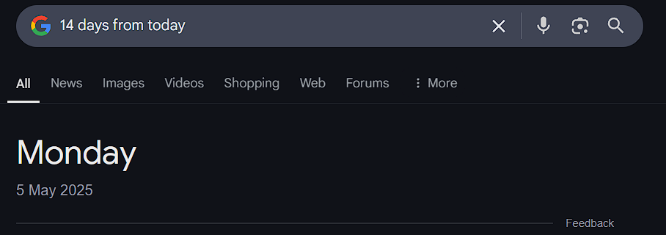 14 days from today
All News Images Videos Shopping Web Forums More
Monday
5 May 2025
Feedback